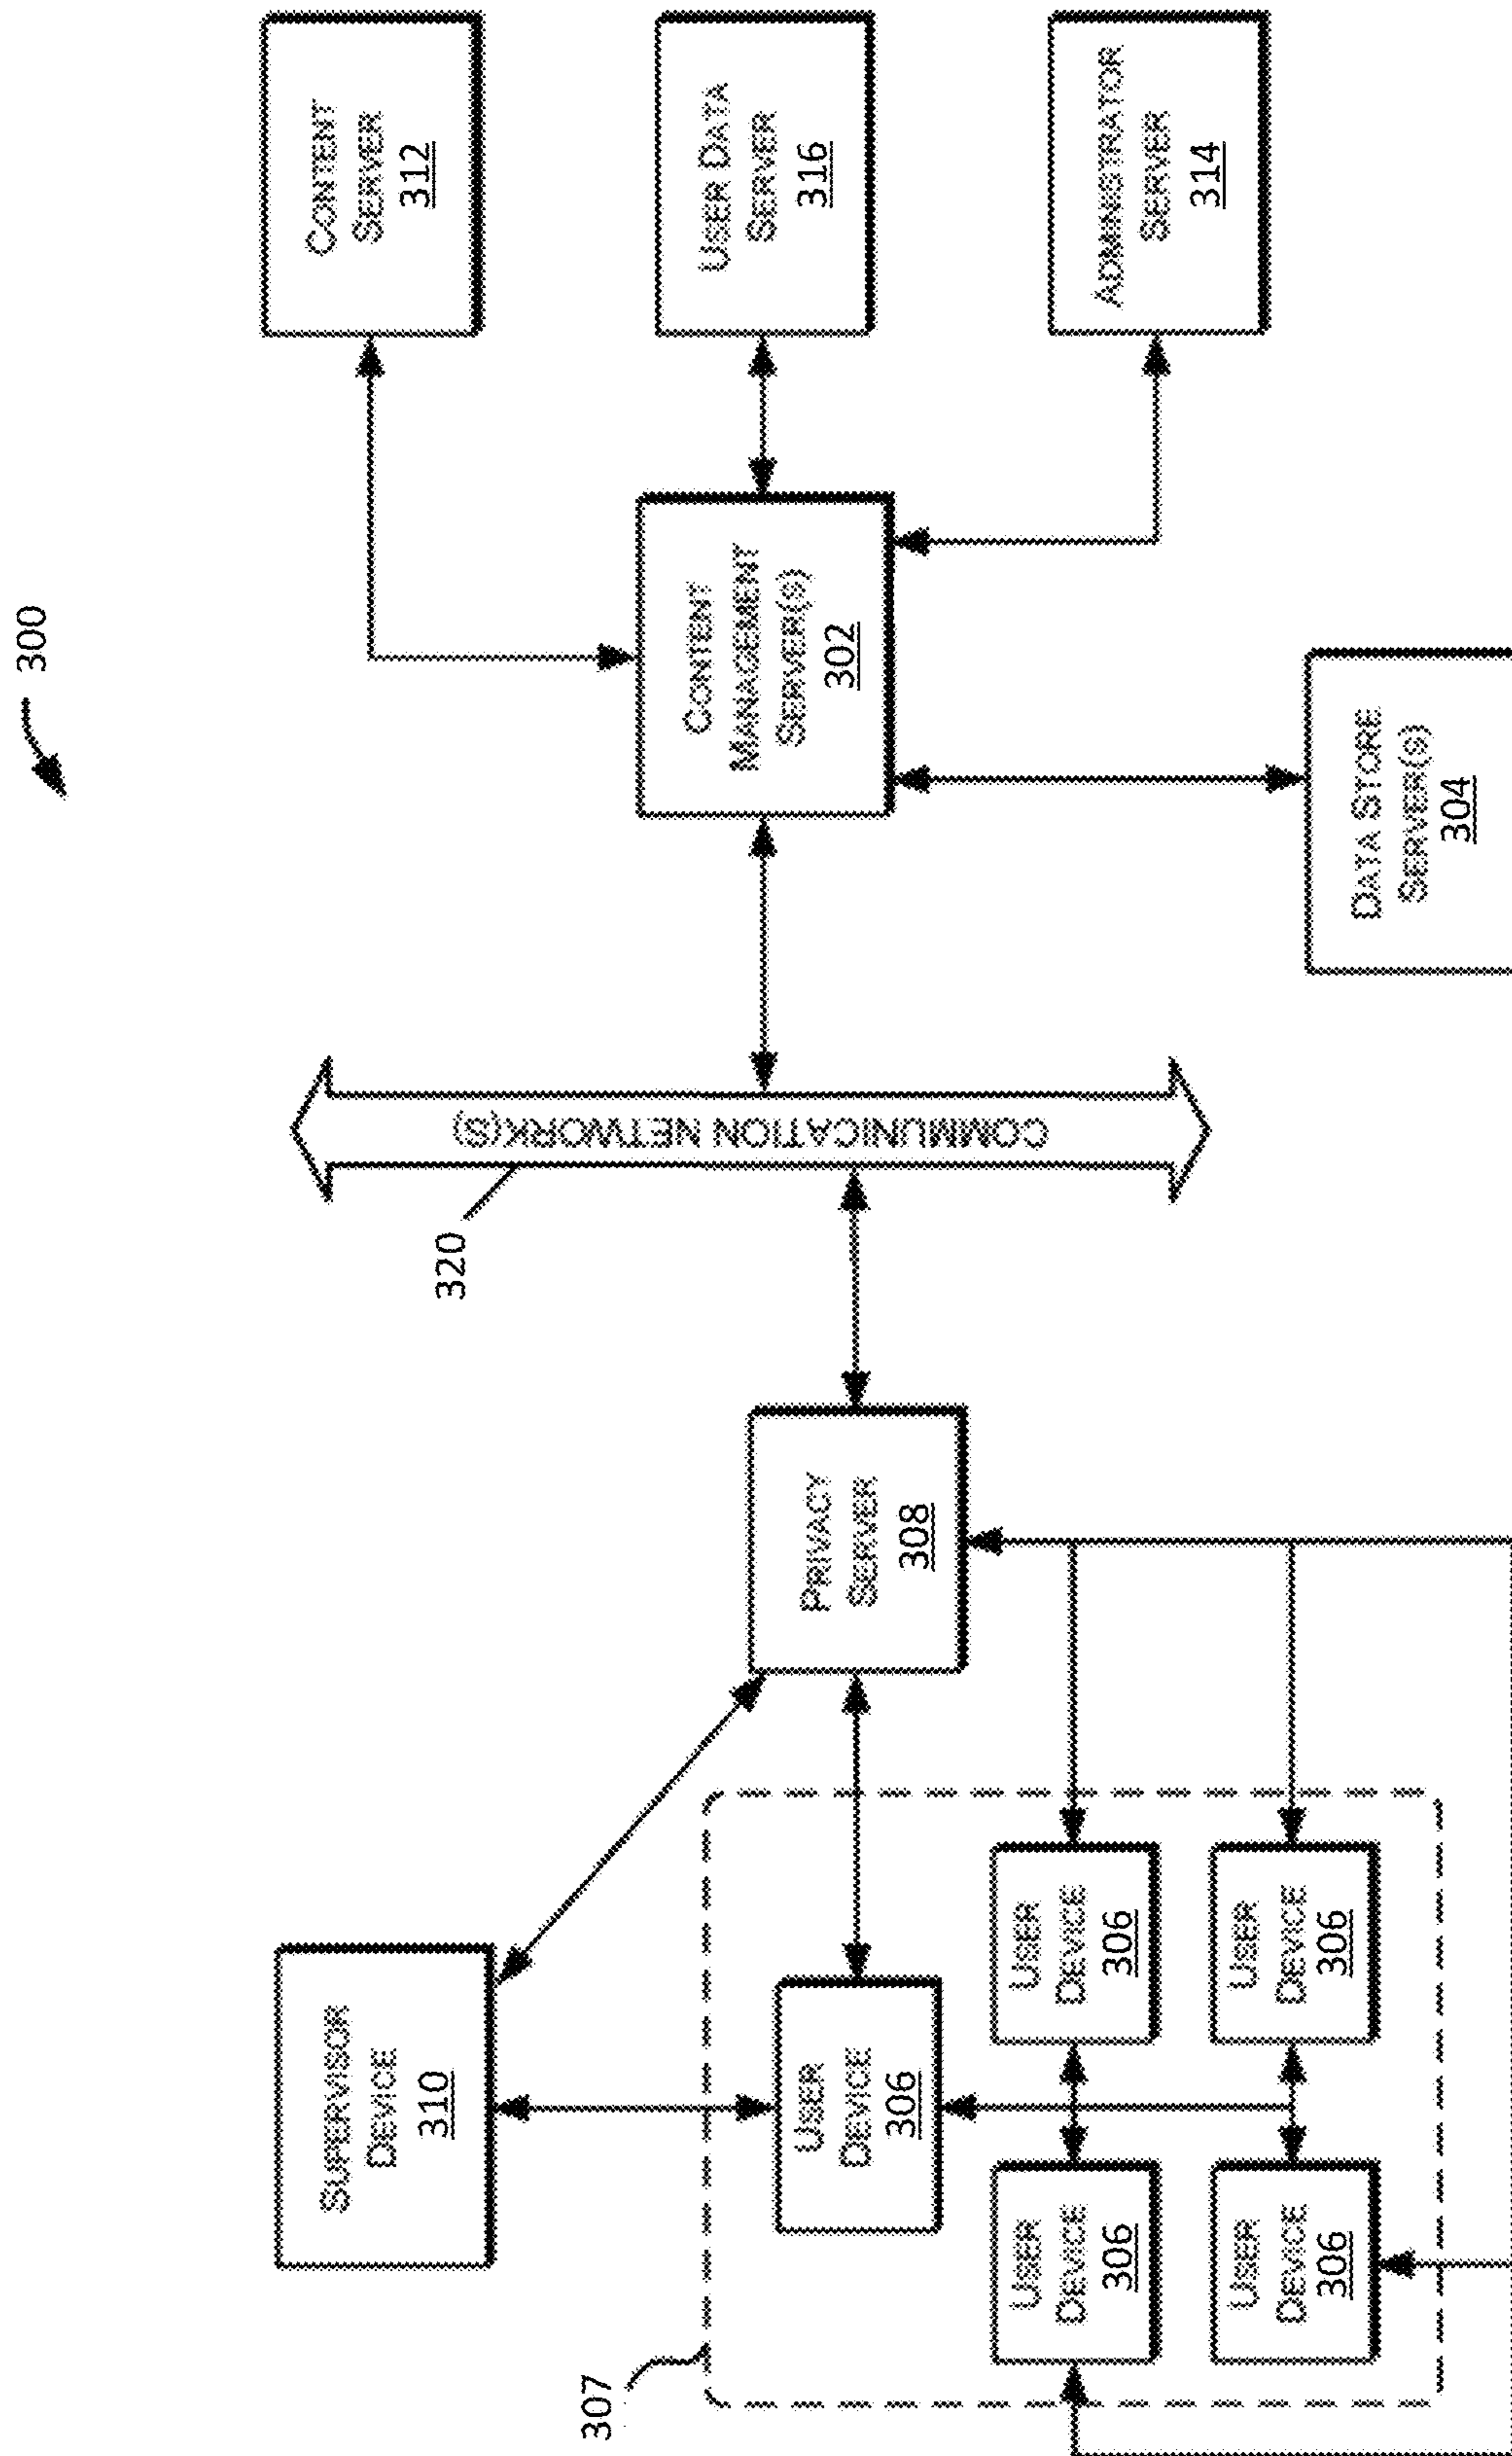 300
CONTENT
SERVER
312
USER DATA
SERVER
316
ADMINISTRATOR
SERVER
314
CONTENT
MANAGEMENT
SERVER(S)
302
DATA STORE
SERVER(S)
304
COMMUNICATION NETWORK(S)
320
PRIVACY
SERVER
308
SUPERVISOR
DEVICE
310
307
USER
DEVICE
306
USER
DEVICE
306
USER
DEVICE
306
USER
DEVICE
306
USER
DEVICE
306